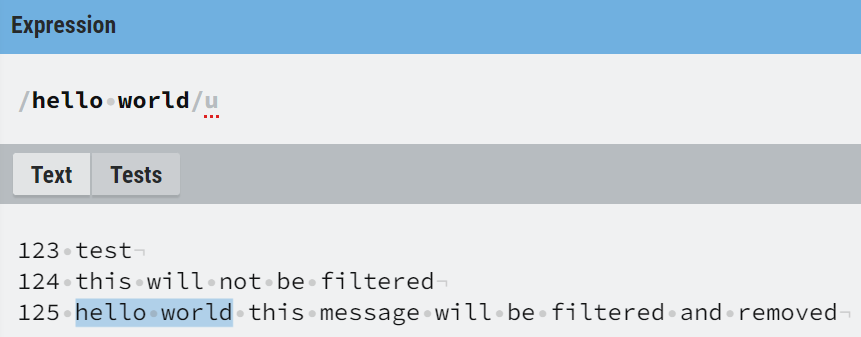 Expression
/hello world/u
Text Tests
123 test
124 this will not be filtered
125 hello world this message will be filtered and removed